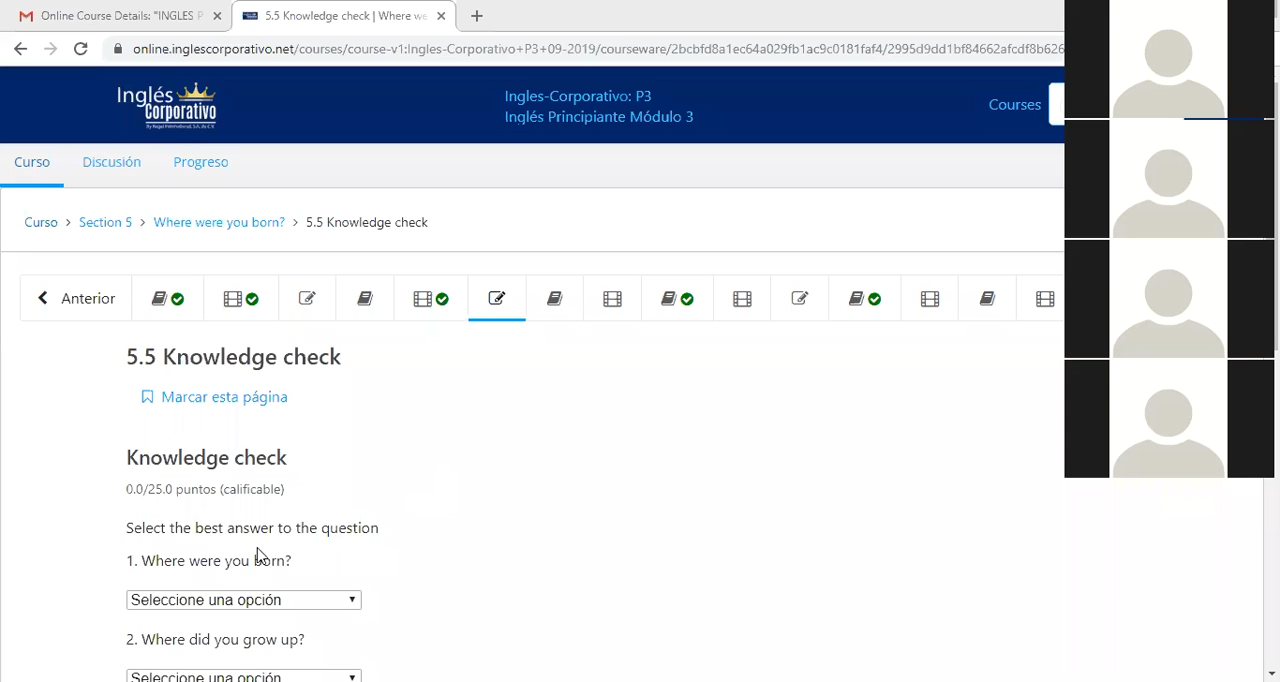 Online Course Details: "INGLES P
5.5 Knowledge check | Where we
online.inglescorporativo.net/courses/course-v1:Ingles-Corporativo+P3+09-2019/courseware/2bcbfd8a1ec64a029fb1ac9c0181faf4/2995d9dd1bf84662afcdf8b626
Inglés Corporativo
By Regal International, S.A. de C.V.
Ingles-Corporativo: P3
Inglés Principiante Módulo 3
Courses
Curso Discusión Progreso
Curso > Section 5 > Where were you born? > 5.5 Knowledge check
Anterior
5.5 Knowledge check
Marcar esta página
Knowledge check
0.0/25.0 puntos (calificable)
Select the best answer to the question
1. Where were you born?
Seleccione una opción
2. Where did you grow up?
Seleccione una opción